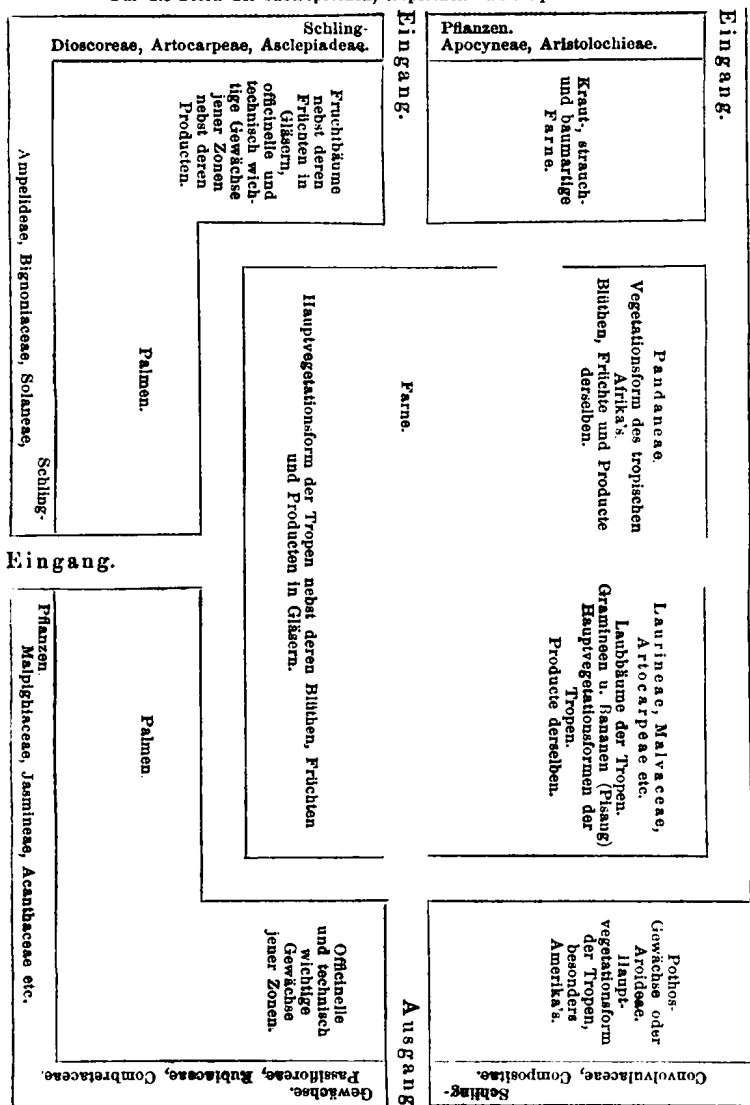 Schling-
Dioscoreae, Artocarpeae, Asclepiadeae.
Eingang.
Pflanzen.
Apocyneae, Aristolochieae.
Eingang.
Fruchtbäume
nebst deren
Früchten in
Gläsern,
officinelle und
technisch wich-
tige Gewächse
jener Zonen
nebst deren
Producten.
Kraut-, strauch-
und baumartige
Farne.
Ampelideae, Bignoniaceae, Solaneae,
Schling-
Palmen.
Hauptvegetationsform der Tropen nebst deren Blüthen, Früchten
und Producten in Gläsern.
Farne.
Pandaneae.
Vegetationsform des tropischen
Afrika's.
Blüthen, Früchte und Producte
derselben.
Eingang.
Laurineae, Malvaceae,
Artocarpeae etc.
Laubbäume der Tropen.
Gramineen u. Bananen (Pisang)
Hauptvegetationsformen der
Tropen.
Producte derselben.
Pflanzen
Malpighiaceae, Jasmineae, Acanthaceae etc.
Palmen
Officinelle
und technisch
wichtige
Gewächse
jener Zonen.
Ausgang
Pothos-
Gewächse oder
Aroideae.
Haupt-
vegetationsform
der Tropen,
besonders
Amerika's.
Gewächse.
Passifloreae, Rubiaceae, Combretaceae.
Schling-
Convolvulaceae, Compositae.